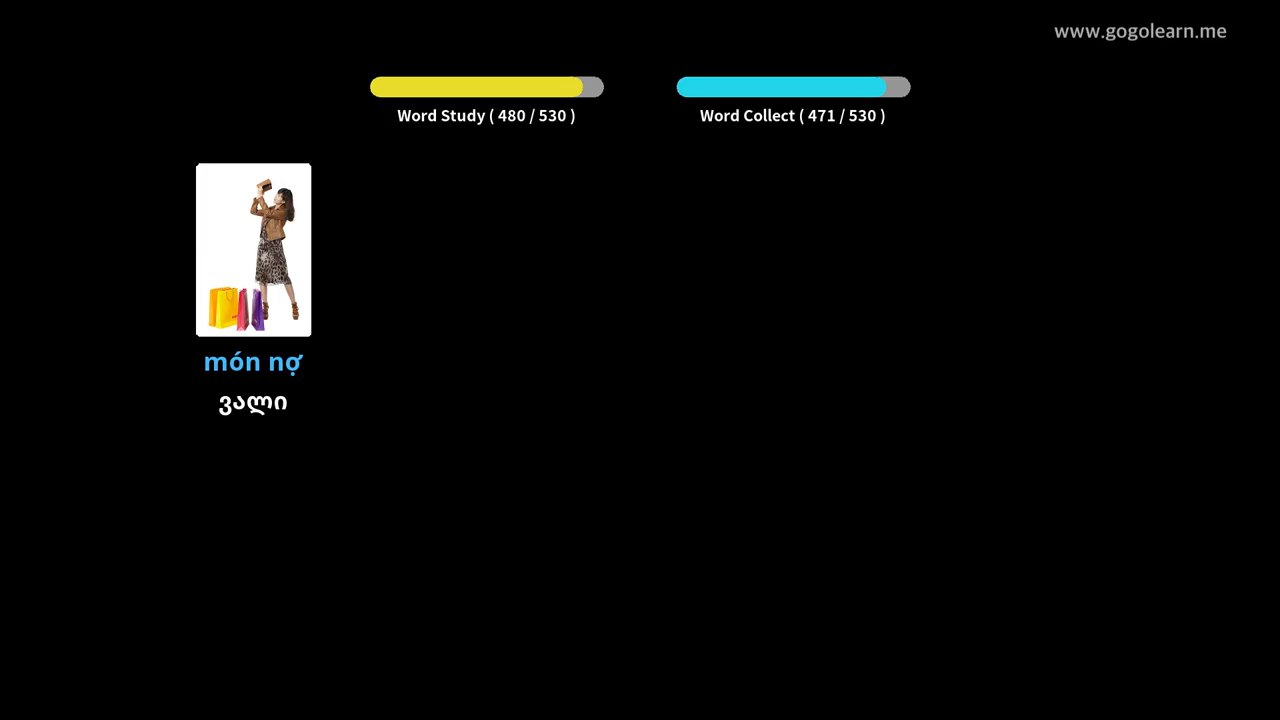 www.gogolearn.me
Word Study ( 480 / 530 )
Word Collect ( 471 / 530 )
món nợ
ვალი